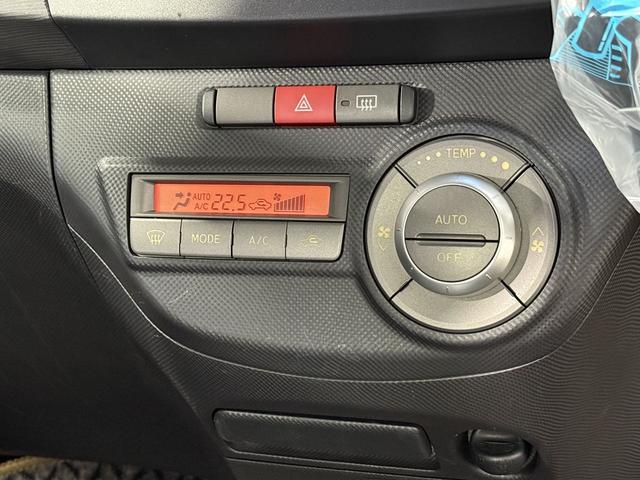 TEMP
AUTO
A/C 22.5
MODE A/C
AUTO
OFF